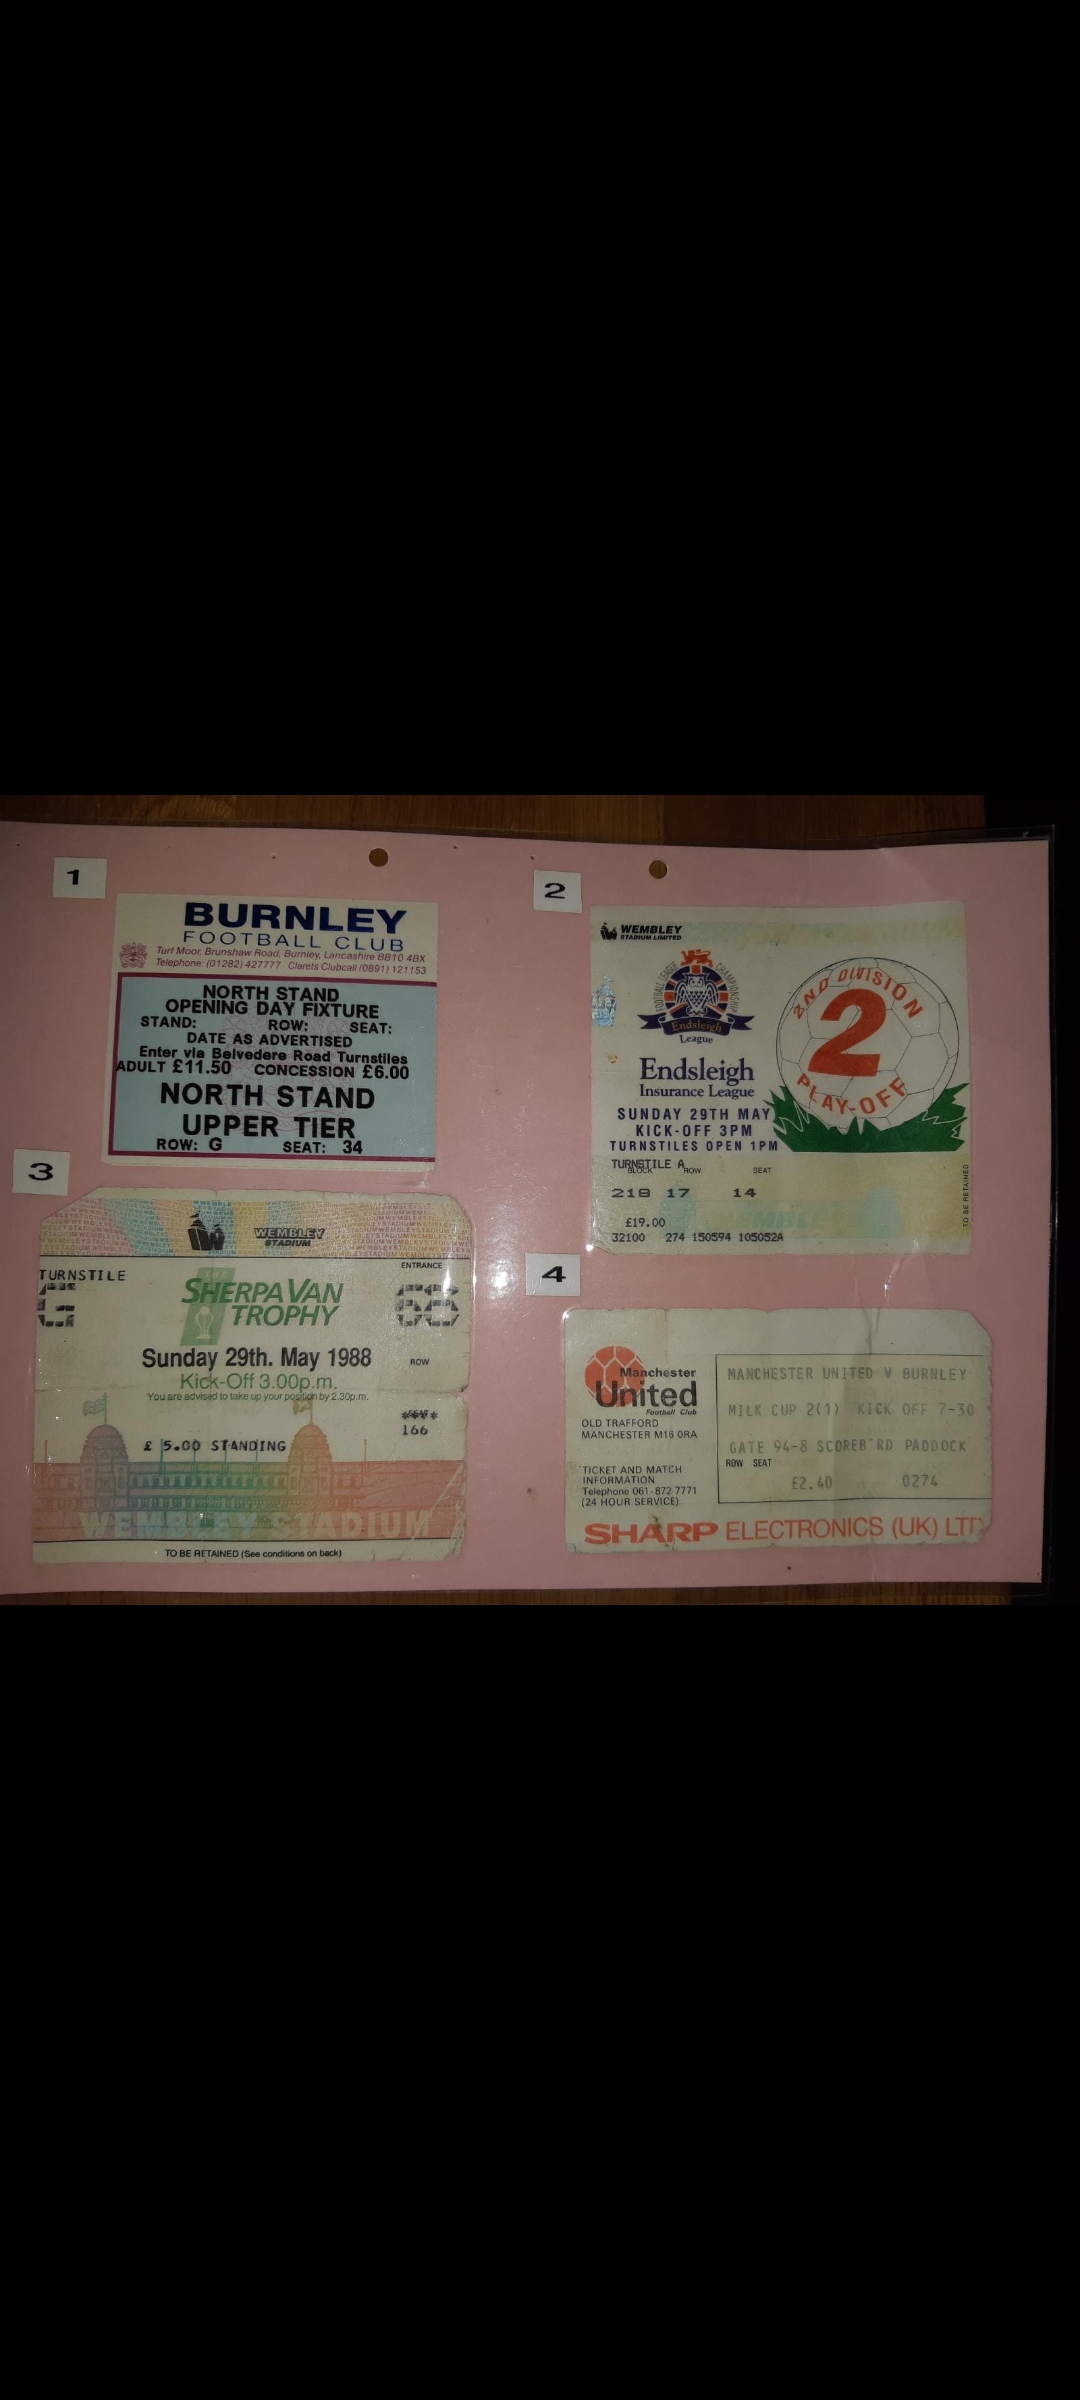 1
BURNLEY
FOOTBALL CLUB
Turf Moor, Brunshaw Road, Burnley, Lancashire BB10 4BX
Telephone: (01282) 427777 Clarets Clubcall (0891) 121153
NORTH STAND
OPENING DAY FIXTURE
STAND: ROW: SEAT:
DATE AS ADVERTISED
Enter via Belvedere Road Turnstiles
ADULT £11.50 CONCESSION £6.00
NORTH STAND
UPPER TIER
ROW: G SEAT: 34
2
WEMBLEY
STADIUM LIMITED
FOOTBALL LEAGUE CHAMPIONSHIP
Endsleigh
League
Endsleigh
Insurance League
2ND DIVISION
2
PLAY-OFF
SUNDAY 29TH MAY
KICK-OFF 3PM
TURNSTILES OPEN 1PM
TURNSTILE A
BLOCK ROW SEAT
218 17 14
£19.00
32100 274 150594 105052A
TO BE RETAINED
3
WEMBLEY
STADIUM
TURNSTILE
G
ENTRANCE
SHERPA VAN
TROPHY
Sunday 29th. May 1988
Kick-Off 3.00p.m.
You are advised to take up your position by 2.30p.m.
ROW
166
£ 5.00 STANDING
WEMBLEY STADIUM
TO BE RETAINED (See conditions on back)
4
Manchester
United
Football Club
OLD TRAFFORD
MANCHESTER M16 0RA
TICKET AND MATCH
INFORMATION
Telephone 061-872 7771
(24 HOUR SERVICE)
MANCHESTER UNITED V BURNLEY
MILK CUP 2(1) KICK OFF 7-30
GATE 94-8 SCOREB'RD PADDOCK
ROW SEAT
£2.40 0274
SHARP ELECTRONICS (UK) LTD